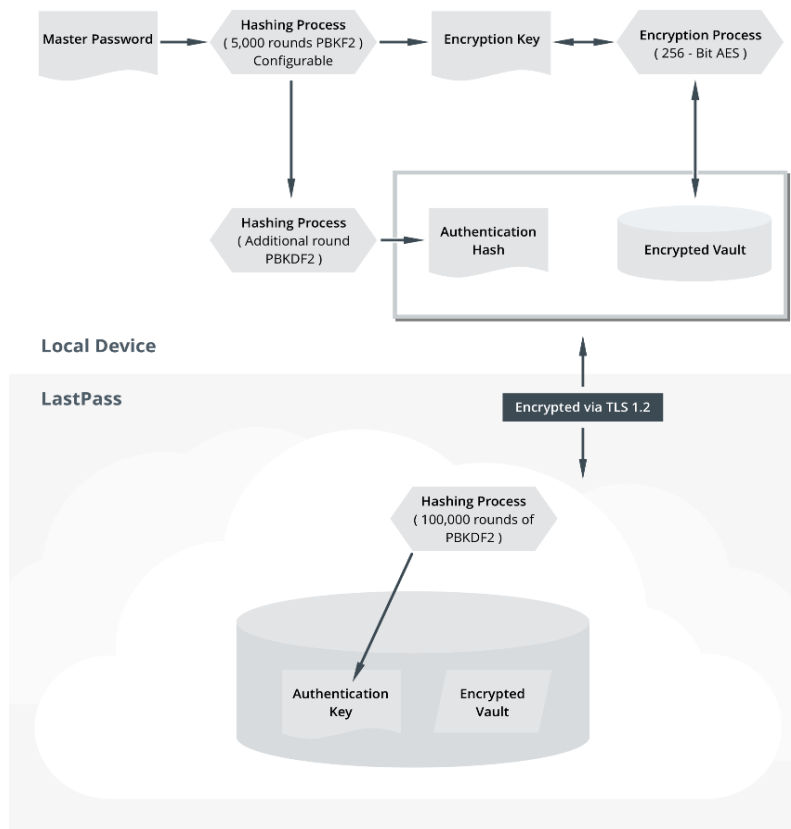 Master Password
Hashing Process
( 5,000 rounds PBKF2 )
Configurable
Encryption Key
Encryption Process
( 256 - Bit AES )
Hashing Process
( Additional round
PBKDF2 )
Authentication
Hash
Encrypted Vault
Local Device
LastPass
Encrypted via TLS 1.2
Hashing Process
( 100,000 rounds of
PBKDF2 )
Authentication
Key
Encrypted
Vault